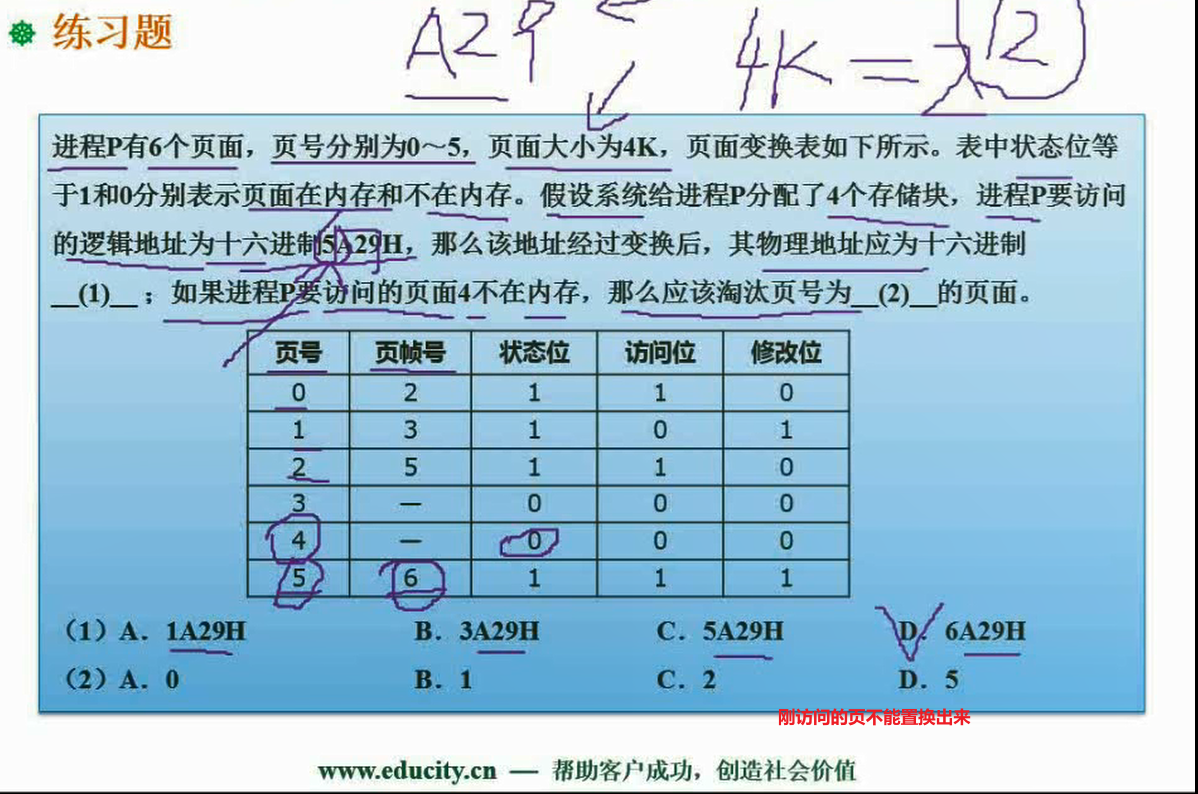 练习题
A29
4K=2 12
进程P有6个页面，页号分别为0～5，页面大小为4K，页面变换表如下所示。表中状态位等
于1和0分别表示页面在内存和不在内存。假设系统给进程P分配了4个存储块，进程P要访问
的逻辑地址为十六进制5A29H，那么该地址经过变换后，其物理地址应为十六进制
__(1)__；如果进程P要访问的页面4不在内存，那么应该淘汰页号为__(2)__的页面。
页号 页帧号 状态位 访问位 修改位
0 2 1 1 0
1 3 1 0 1
2 5 1 1 0
3 — 0 0 0
4 — 0 0 0
5 6 1 1 1
（1）A．1A29H B．3A29H C．5A29H D．6A29H
（2）A．0 B．1 C．2 D．5
刚访问的页不能置换出来
www.educity.cn — 帮助客户成功，创造社会价值